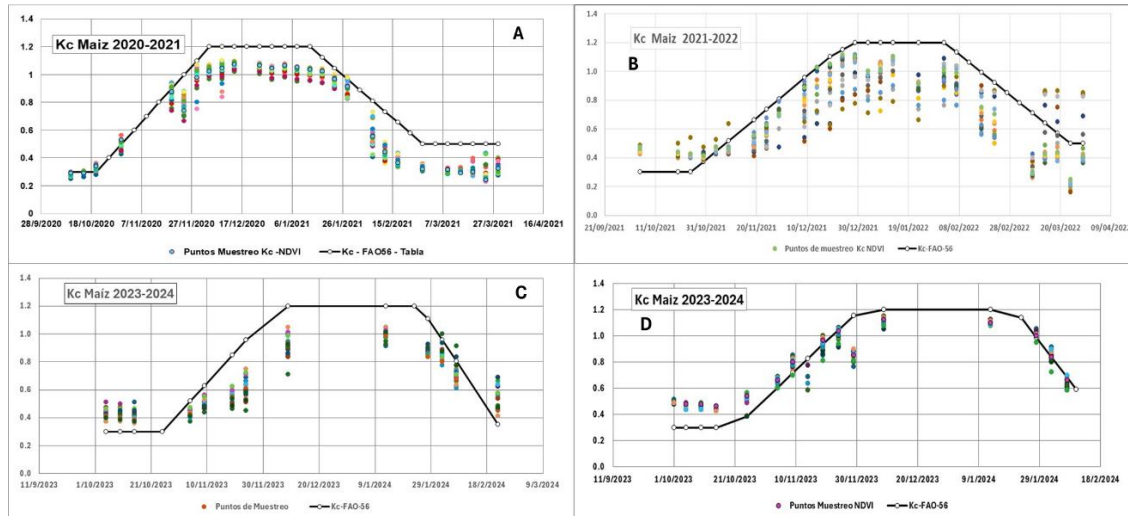 Kc Maiz 2020-2021
A
1.4
1.2
1
0.8
0.6
0.4
0.2
0
28/9/2020 18/10/2020 7/11/2020 27/11/2020 17/12/2020 6/1/2021 26/1/2021 15/2/2021 7/3/2021 27/3/2021 16/4/2021
Puntos Muestreo Kc -NDVI Kc - FAO56 - Tabla
Kc Maiz 2021-2022
B
1.4
1.2
1.0
0.8
0.6
0.4
0.2
0.0
21/09/2021 11/10/2021 31/10/2021 20/11/2021 10/12/2021 30/12/2021 19/01/2022 08/02/2022 28/02/2022 20/03/2022 09/04/2022
Puntos de muestreo Kc NDVI Kc-FAO-56
Kc Maíz 2023-2024
C
1.4
1.2
1.0
0.8
0.6
0.4
0.2
0.0
11/9/2023 1/10/2023 21/10/2023 10/11/2023 30/11/2023 20/12/2023 9/1/2024 29/1/2024 18/2/2024 9/3/2024
Puntos de Muestreo Kc-FAO-56
Kc Maiz 2023-2024
D
1.4
1.2
1.0
0.8
0.6
0.4
0.2
0.0
11/9/2023 1/10/2023 21/10/2023 10/11/2023 30/11/2023 20/12/2023 9/1/2024 29/1/2024 18/2/2024
Puntos Muestreo NDVI Kc-FAO-56